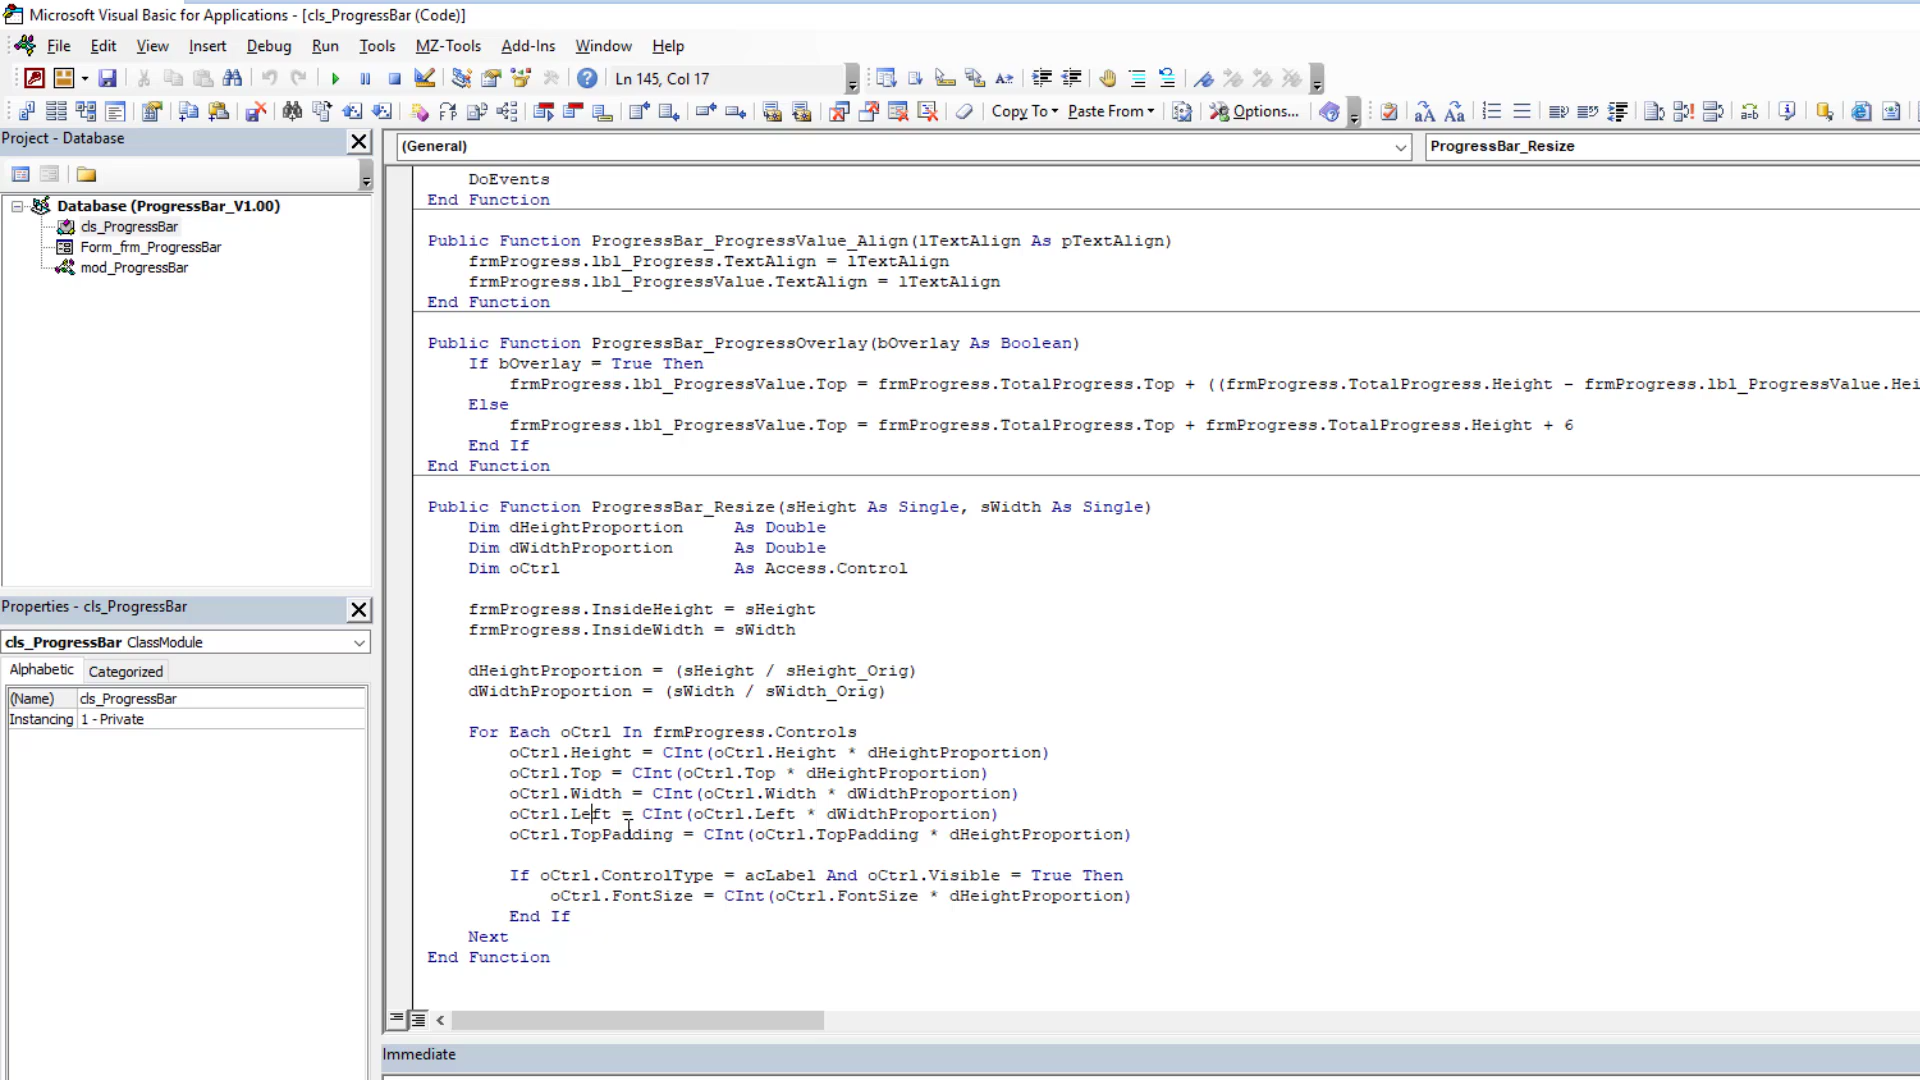 Microsoft Visual Basic for Applications - [cls_ProgressBar (Code)]
File Edit View Insert Debug Run Tools MZ-Tools Add-Ins Window Help
Ln 145, Col 17
Copy To Paste From Options...
Project - Database
(General) ProgressBar_Resize
Database (ProgressBar_V1.00)
cls_ProgressBar
Form_frm_ProgressBar
mod_ProgressBar
Properties - cls_ProgressBar
cls_ProgressBar ClassModule
Alphabetic Categorized
(Name) cls_ProgressBar
Instancing 1 - Private
DoEvents
End Function
Public Function ProgressBar_ProgressValue_Align(lTextAlign As pTextAlign)
frmProgress.lbl_Progress.TextAlign = lTextAlign
frmProgress.lbl_ProgressValue.TextAlign = lTextAlign
End Function
Public Function ProgressBar_ProgressOverlay(bOverlay As Boolean)
If bOverlay = True Then
frmProgress.lbl_ProgressValue.Top = frmProgress.TotalProgress.Top + ((frmProgress.TotalProgress.Height - frmProgress.lbl_ProgressValue.Hei
Else
frmProgress.lbl_ProgressValue.Top = frmProgress.TotalProgress.Top + frmProgress.TotalProgress.Height + 6
End If
End Function
Public Function ProgressBar_Resize(sHeight As Single, sWidth As Single)
Dim dHeightProportion As Double
Dim dWidthProportion As Double
Dim oCtrl As Access.Control
frmProgress.InsideHeight = sHeight
frmProgress.InsideWidth = sWidth
dHeightProportion = (sHeight / sHeight_Orig)
dWidthProportion = (sWidth / sWidth_Orig)
For Each oCtrl In frmProgress.Controls
oCtrl.Height = CInt(oCtrl.Height * dHeightProportion)
oCtrl.Top = CInt(oCtrl.Top * dHeightProportion)
oCtrl.Width = CInt(oCtrl.Width * dWidthProportion)
oCtrl.Left = CInt(oCtrl.Left * dWidthProportion)
oCtrl.TopPadding = CInt(oCtrl.TopPadding * dHeightProportion)
If oCtrl.ControlType = acLabel And oCtrl.Visible = True Then
oCtrl.FontSize = CInt(oCtrl.FontSize * dHeightProportion)
End If
Next
End Function
Immediate